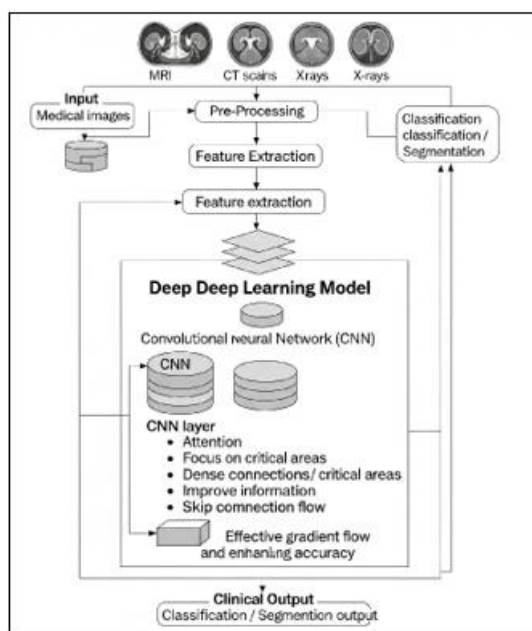 MRI
CT scains
Xrays
X-rays
Input
Medical images
Pre-Processing
Classification
classification /
Segmentation
Feature Extraction
Feature extraction
Deep Deep Learning Model
Convolutional Neural Network (CNN)
CNN
CNN layer
• Attention
• Focus on critical areas
• Dense connections/ critical areas
• Improve information
• Skip comnection flow
Effective gradient flow
and enhanling accuracy
Clinical Output
Classification / Segmention output